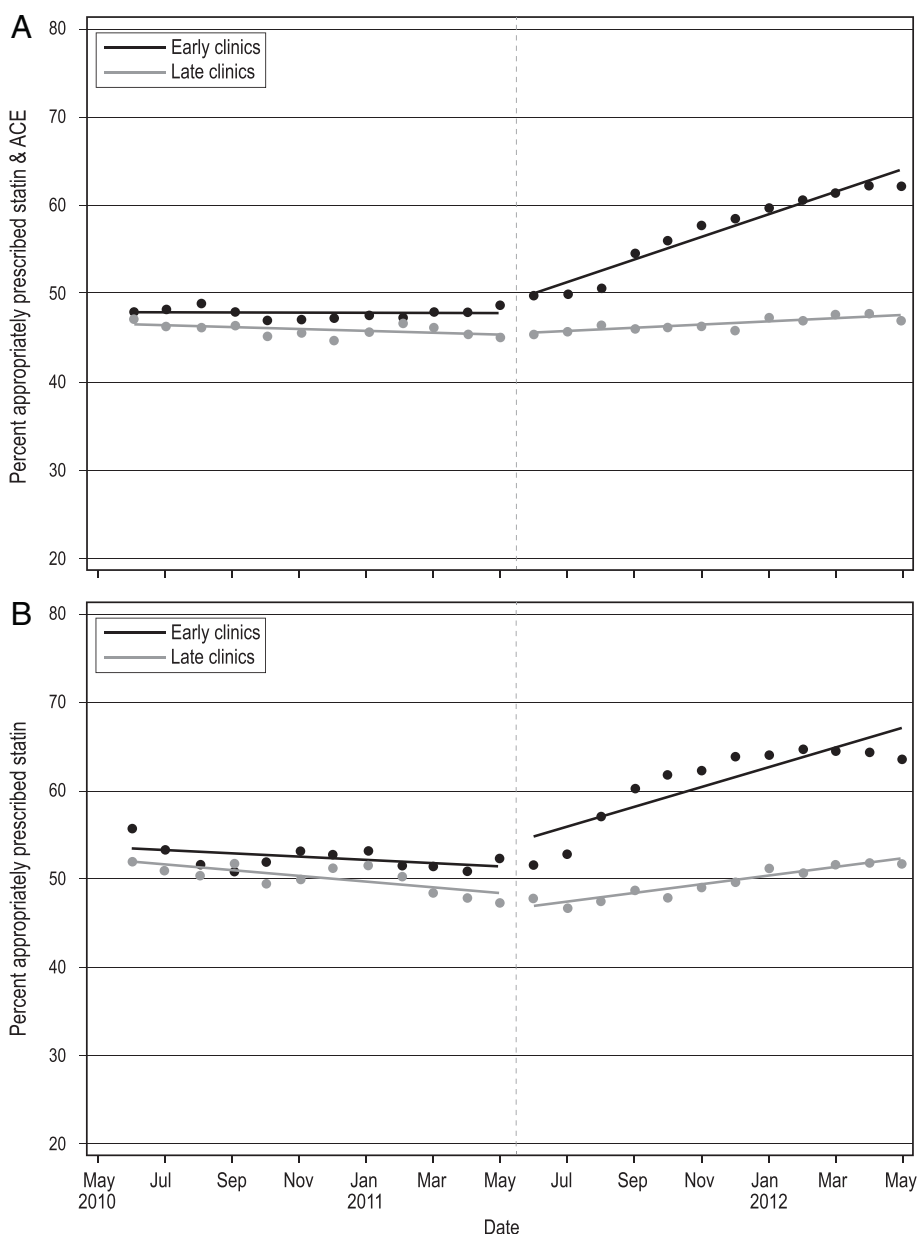 A
80
Early clinics
Late clinics
70
60
50
40
30
20
Percent appropriately prescribed statin & ACE
B
80
Early clinics
Late clinics
70
60
50
40
30
20
Percent appropriately prescribed statin
May Jul Sep Nov Jan Mar May Jul Sep Nov Jan Mar May
2010 2011 2012
Date